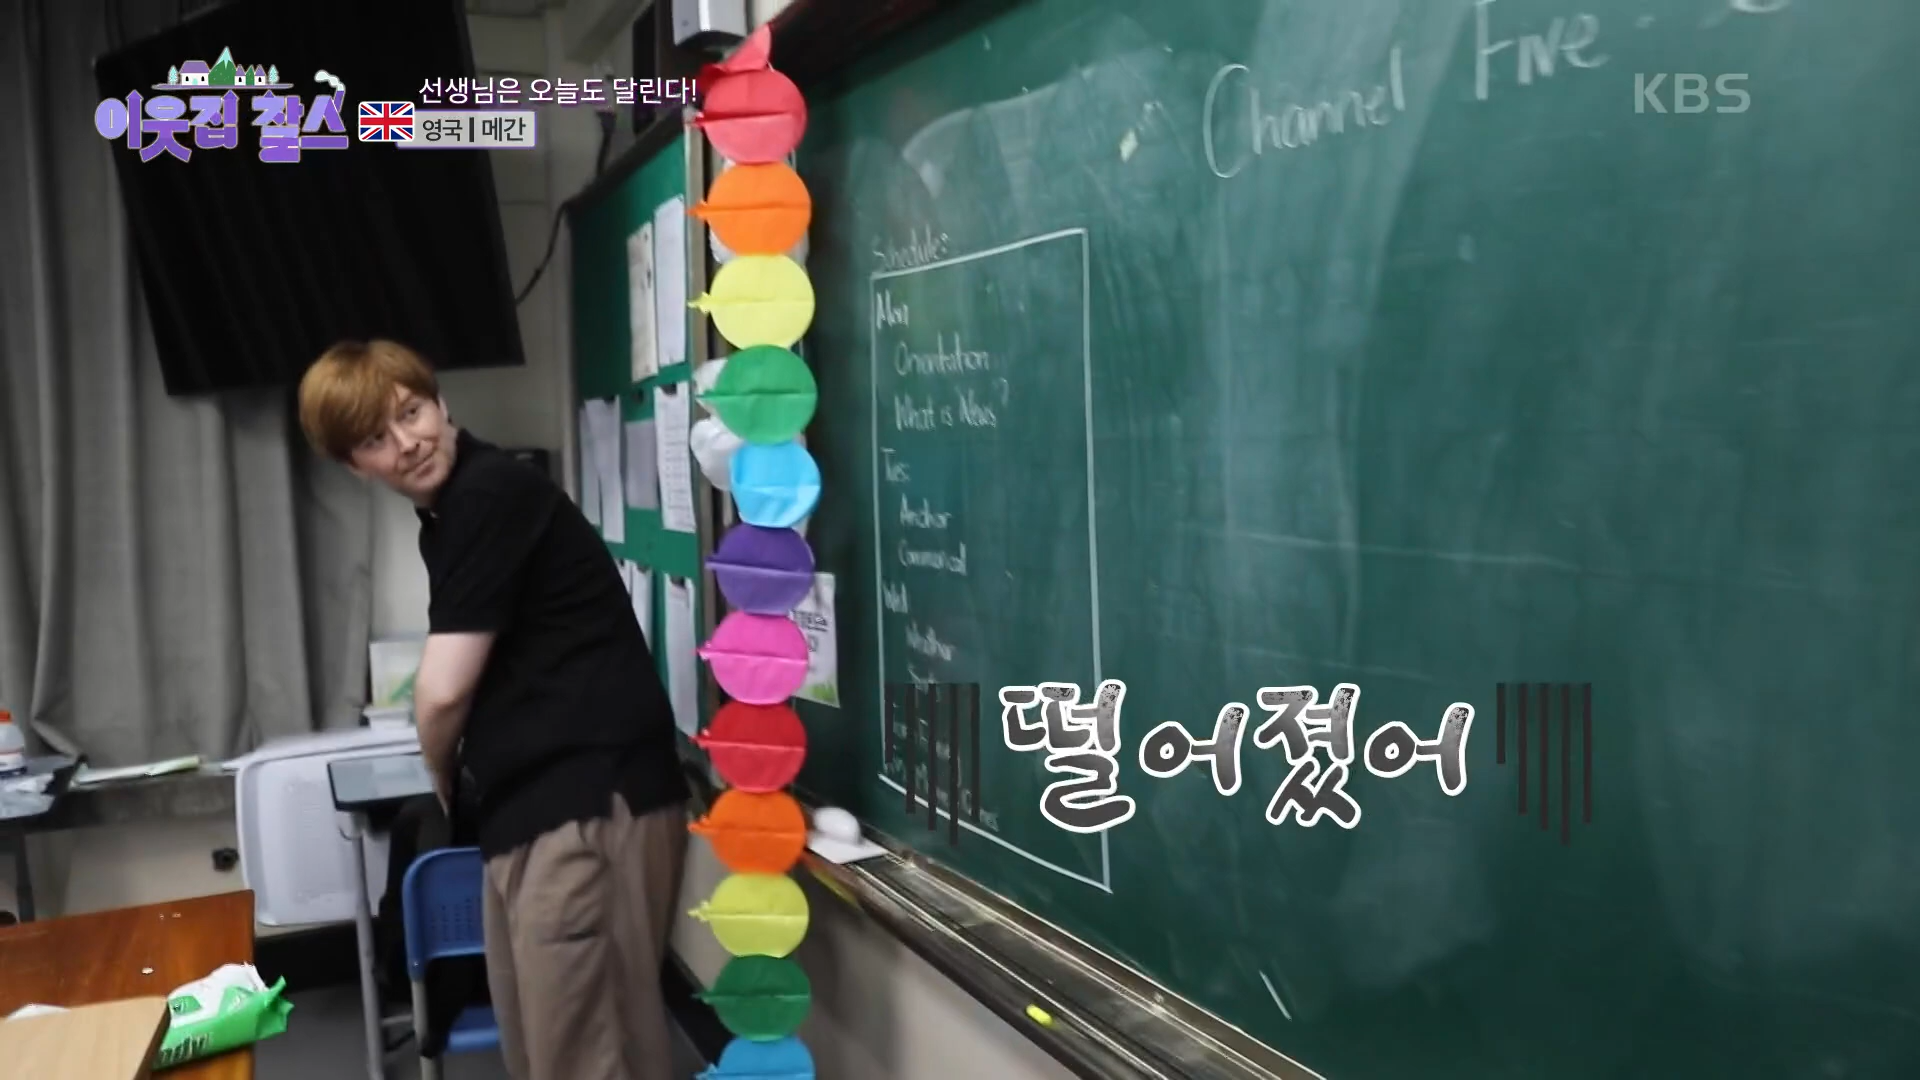 이웃집 찰스
선생님은 오늘도 달린다!
영국 | 메간
KBS
Channel Five
Schedule:
Mon
Orientation
What is News?
Tues:
Anchor
Commercial
Wed
Weather
떨어졌어